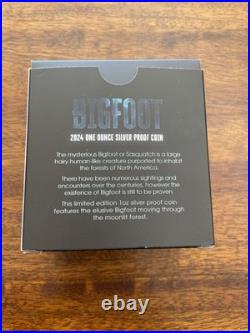 BIGFOOT
2024 ONE OUNCE SILVER PROOF COIN
The mysterious Bigfoot or Sasquatch is a large
hairy human-like creature purported to inhabit
the forests of North America.
There have been numerous sightings and
encounters over the centuries, however the
existence of Bigfoot is still to be proven.
This limited edition 1oz silver proof coin
features the elusive Bigfoot moving through
the moonlit forest.